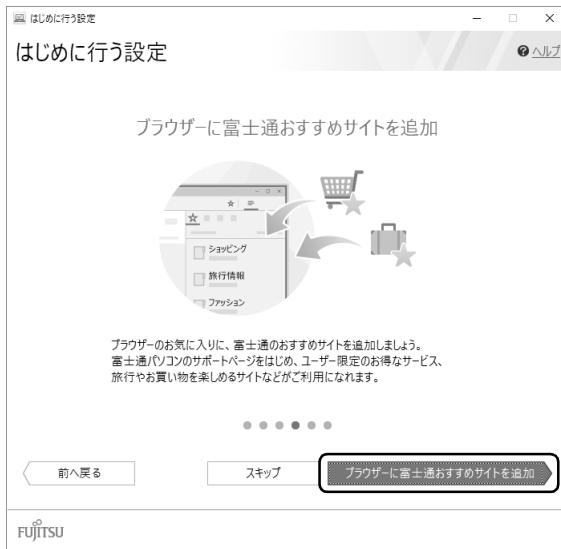 はじめに行う設定
はじめに行う設定
ヘルプ
ブラウザーに富士通おすすめサイトを追加
ショッピング
旅行情報
ファッション
ブラウザーのお気に入りに、富士通のおすすめサイトを追加しましょう。
富士通パソコンのサポートページをはじめ、ユーザー限定のお得なサービス、
旅行やお買い物を楽しめるサイトなどがご利用になれます。
前へ戻る
スキップ
ブラウザーに富士通おすすめサイトを追加
FUJITSU